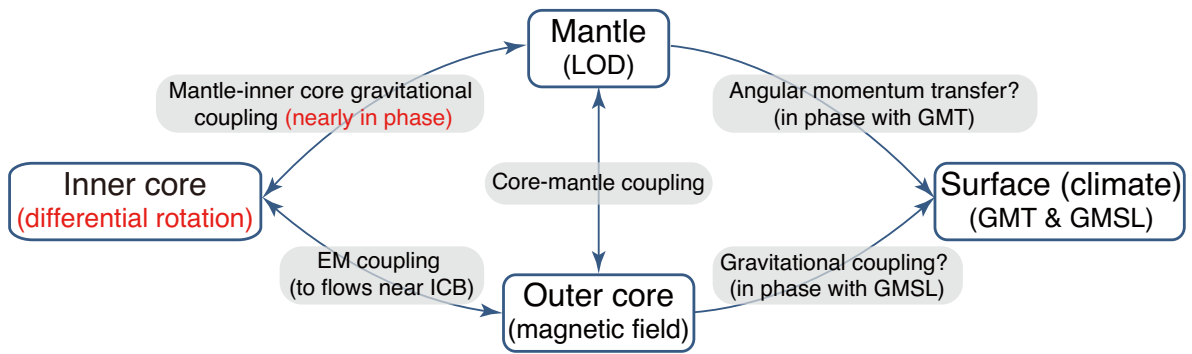 Mantle
(LOD)
Mantle-inner core gravitational
coupling (nearly in phase)
Angular momentum transfer?
(in phase with GMT)
Inner core
(differential rotation)
Core-mantle coupling
Surface (climate)
(GMT & GMSL)
EM coupling
(to flows near ICB)
Gravitational coupling?
(in phase with GMSL)
Outer core
(magnetic field)